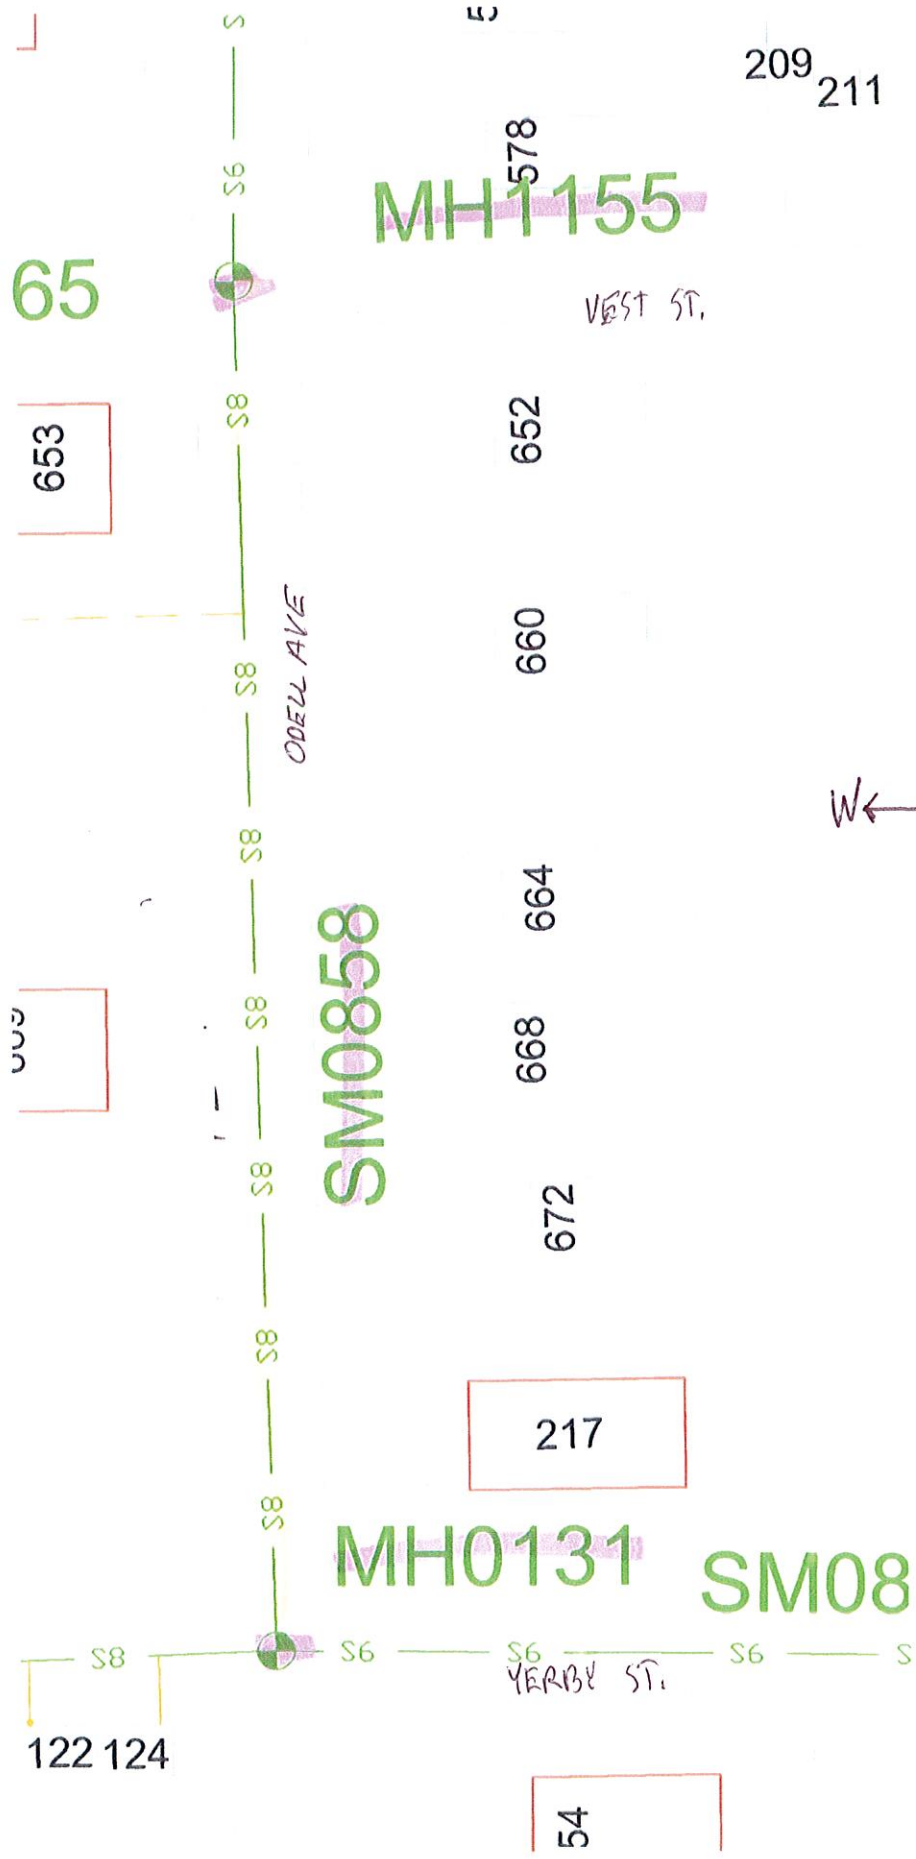 S
209
211
578
S6
MH1155
65
VEST ST.
S8
652
653
660
ODELL AVE
S8
W
S8
664
SM0858
S8
668
S8
672
S8
217
S8
MH0131
SM08
S8
S6
S6
S6
S
YERBY ST.
122 124
54